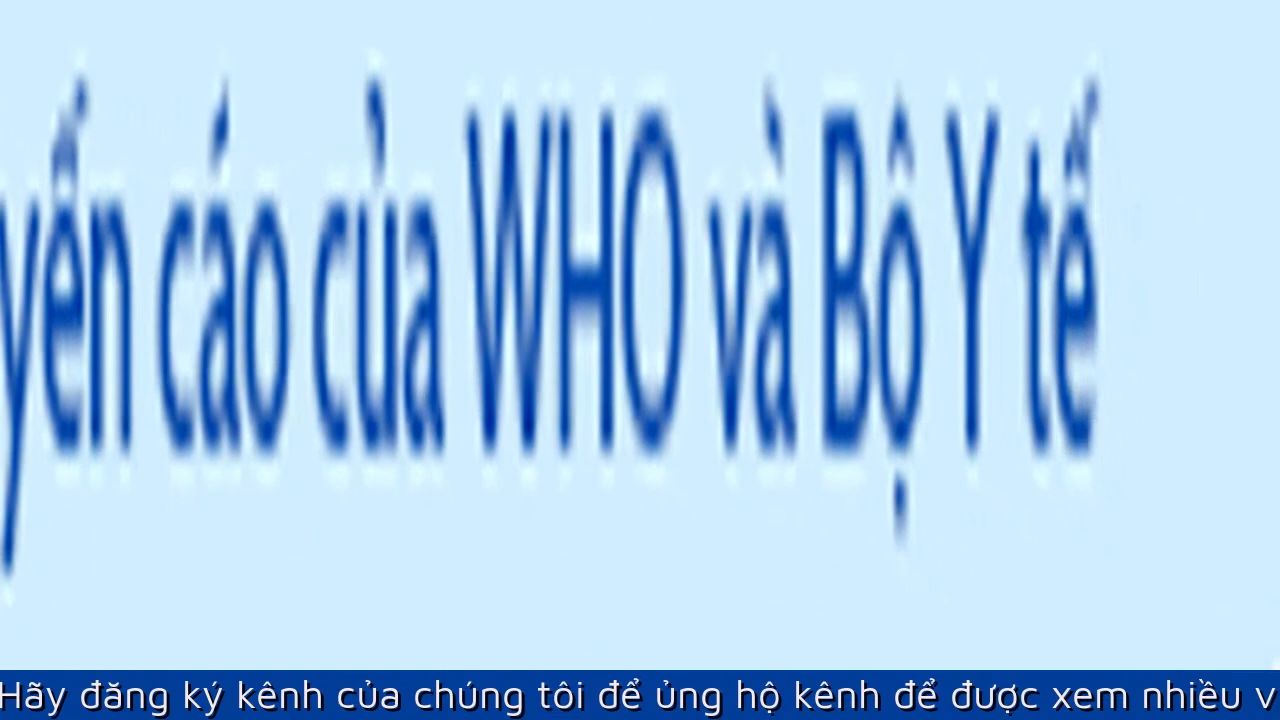 yến cáo của WHO và Bộ Y tế
Hãy đăng ký kênh của chúng tôi để ủng hộ kênh để được xem nhiều v